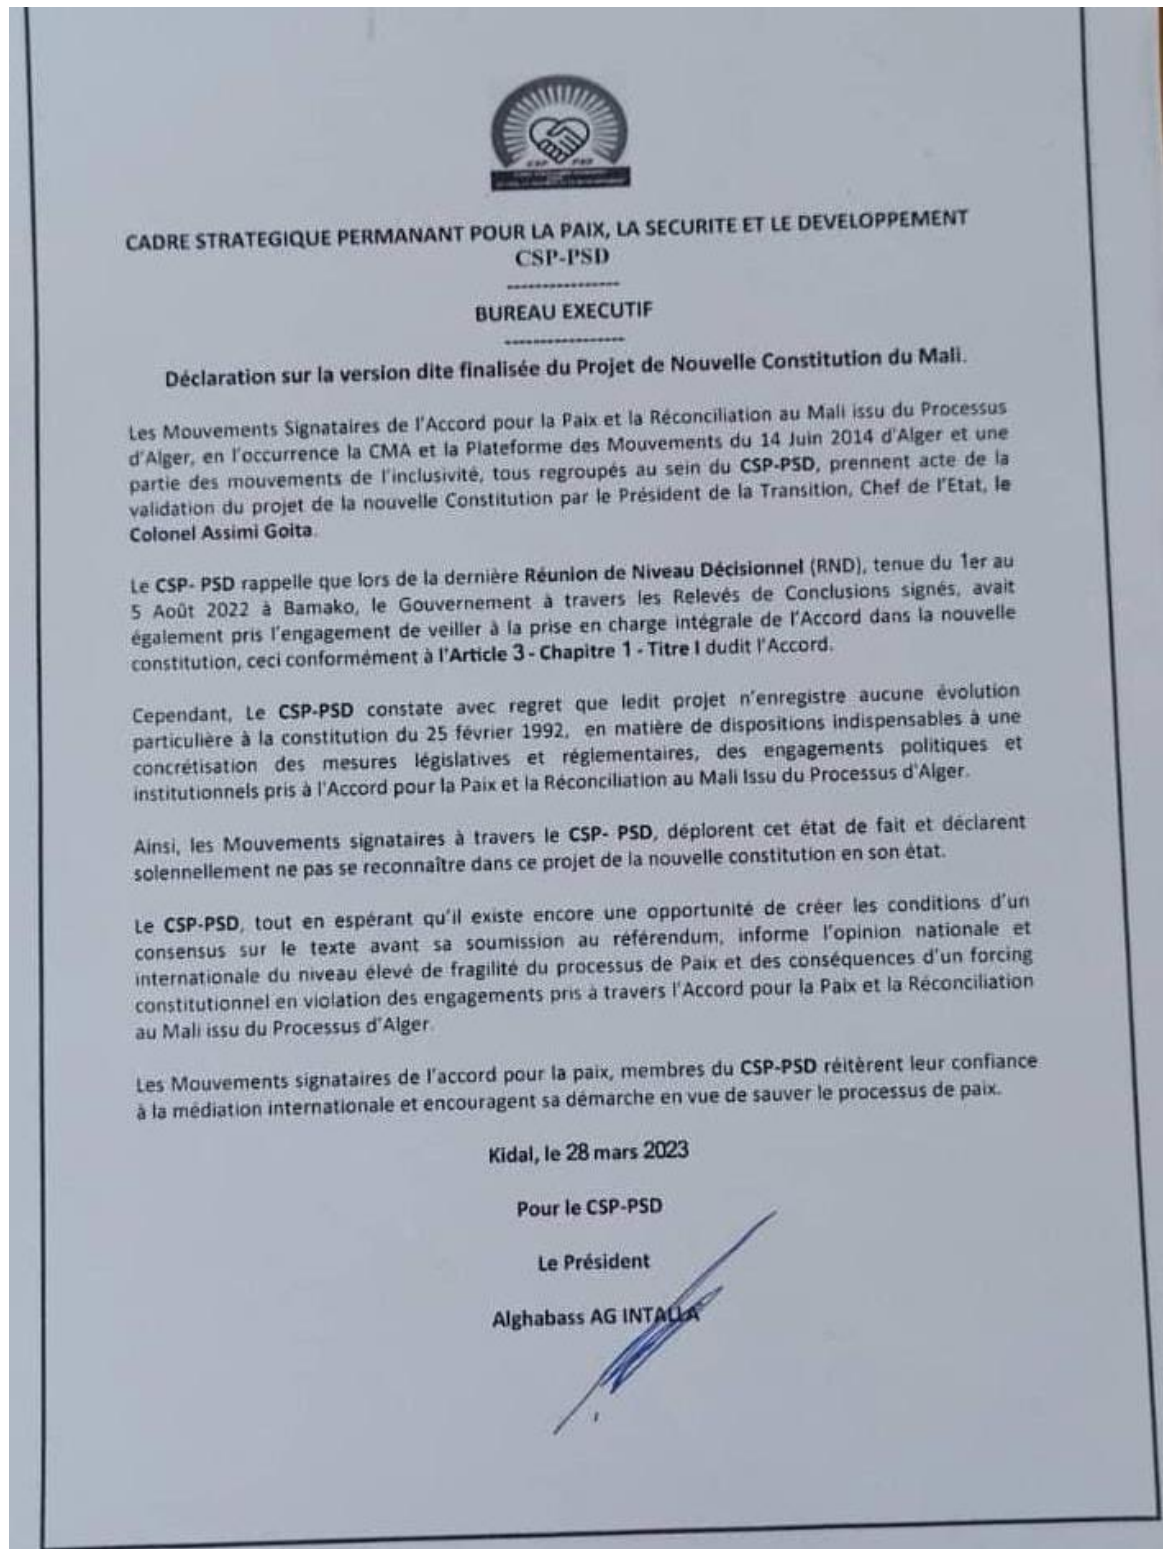 CSP PSD
CADRE STRATEGIQUE PERMANANT POUR LA PAIX, LA SECURITE ET LE DEVELOPPEMENT
CSP-PSD
-----------------
BUREAU EXECUTIF
------------------
Déclaration sur la version dite finalisée du Projet de Nouvelle Constitution du Mali.
Les Mouvements Signataires de l'Accord pour la Paix et la Réconciliation au Mali issu du Processus
d'Alger, en l'occurrence la CMA et la Plateforme des Mouvements du 14 Juin 2014 d'Alger et une
partie des mouvements de l'inclusivité, tous regroupés au sein du CSP-PSD, prennent acte de la
validation du projet de la nouvelle Constitution par le Président de la Transition, Chef de l'Etat, le
Colonel Assimi Goita.
Le CSP- PSD rappelle que lors de la dernière Réunion de Niveau Décisionnel (RND), tenue du 1er au
5 Août 2022 à Bamako, le Gouvernement à travers les Relevés de Conclusions signés, avait
également pris l'engagement de veiller à la prise en charge intégrale de l'Accord dans la nouvelle
constitution, ceci conformément à l'Article 3 - Chapitre 1 - Titre I dudit l'Accord.
Cependant, Le CSP-PSD constate avec regret que ledit projet n'enregistre aucune évolution
particulière à la constitution du 25 février 1992, en matière de dispositions indispensables à une
concrétisation des mesures législatives et réglementaires, des engagements politiques et
institutionnels pris à l'Accord pour la Paix et la Réconciliation au Mali Issu du Processus d'Alger.
Ainsi, les Mouvements signataires à travers le CSP- PSD, déplorent cet état de fait et déclarent
solennellement ne pas se reconnaître dans ce projet de la nouvelle constitution en son état.
Le CSP-PSD, tout en espérant qu'il existe encore une opportunité de créer les conditions d'un
consensus sur le texte avant sa soumission au référendum, informe l'opinion nationale et
internationale du niveau élevé de fragilité du processus de Paix et des conséquences d'un forcing
constitutionnel en violation des engagements pris à travers l'Accord pour la Paix et la Réconciliation
au Mali issu du Processus d'Alger.
Les Mouvements signataires de l'accord pour la paix, membres du CSP-PSD réitèrent leur confiance
à la médiation internationale et encouragent sa démarche en vue de sauver le processus de paix.
Kidal, le 28 mars 2023
Pour le CSP-PSD
Le Président
Alghabass AG INTALLA